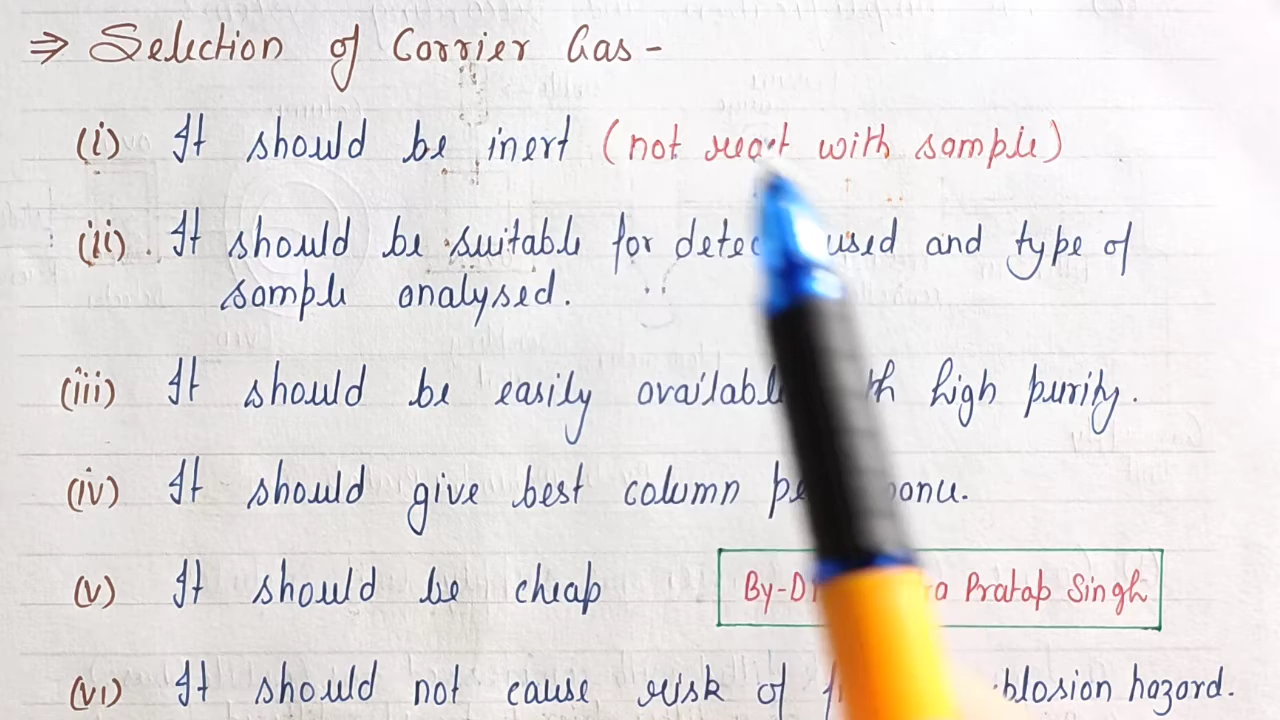 ⇒ Selection of Carrier Gas -
(i) It should be inert (not react with sample)
(ii) It should be suitable for used and type of
sample analysed.
(iii) It should be easily high purity.
(iv) It should give best column
(v) It should be cheap
By- Pratap Singh
(vi) It should not cause risk of hazard.